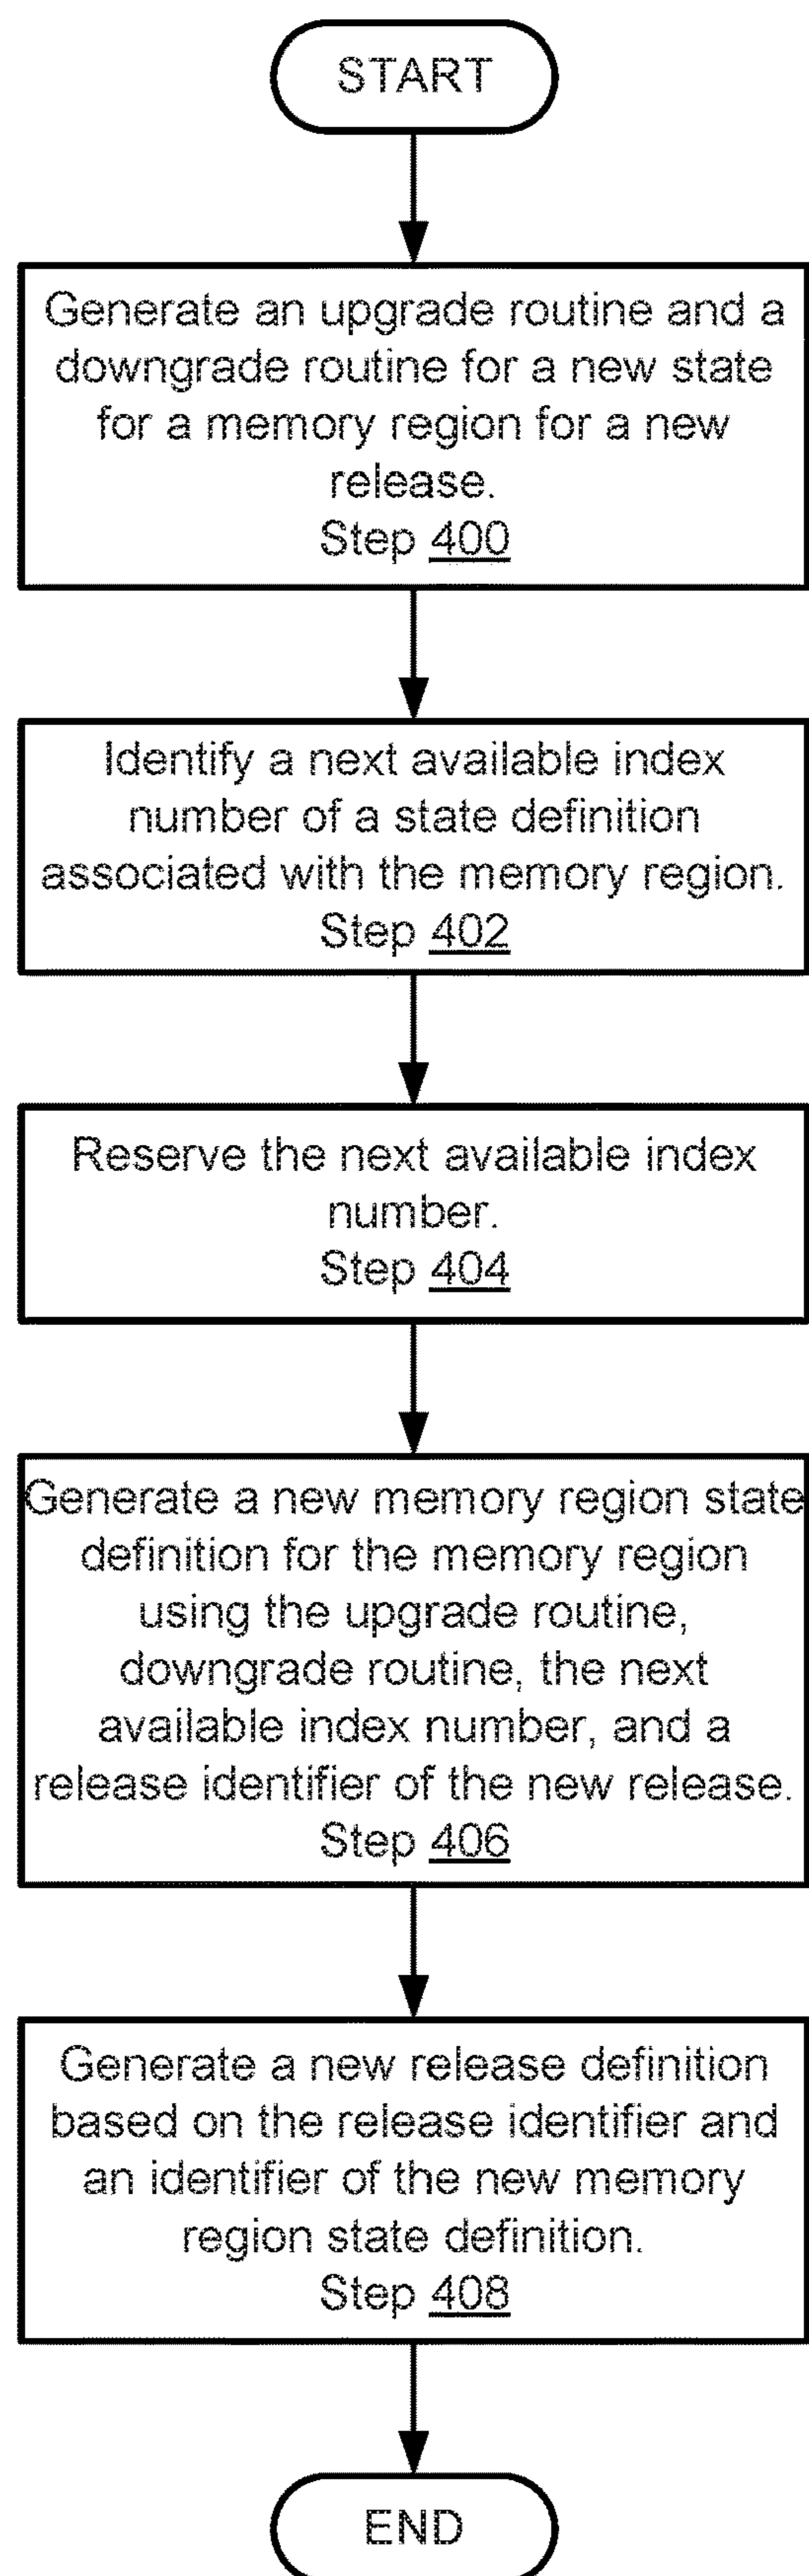 START
Generate an upgrade routine and a
downgrade routine for a new state
for a memory region for a new
release.
Step 400
Identify a next available index
number of a state definition
associated with the memory region.
Step 402
Reserve the next available index
number.
Step 404
Generate a new memory region state
definition for the memory region
using the upgrade routine,
downgrade routine, the next
available index number, and a
release identifier of the new release.
Step 406
Generate a new release definition
based on the release identifier and
an identifier of the new memory
region state definition.
Step 408
END